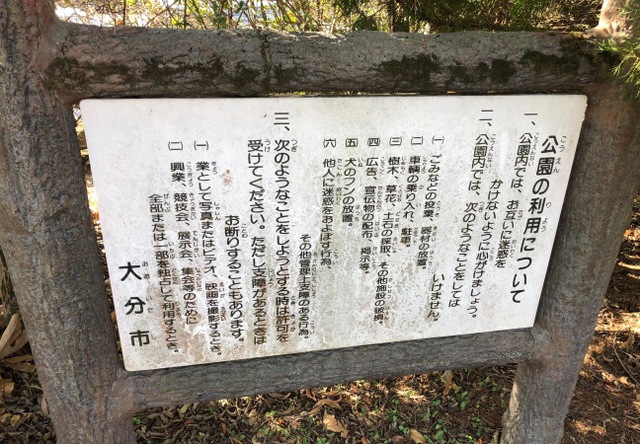 公園の利用について
一、公園内では、お互いに迷惑を
かけないように心がけましょう。
二、公園内では、次のようなことをしては
いけません。
(一) ごみなどの投棄、器材の放置。
(二) 車輌の乗り入れ、駐車。
(三) 樹木、草花、土石の採取、その他施設の破損。
(四) 広告、宣伝物の配布、掲示等。
(五) 犬のフンの放置。
(六) 他人に迷惑をおよぼす行為、
その他管理上支障のある行為。
三、次のようなことをしようとする時は許可を
受けてください。ただし支障があるときは
お断りすることもあります。
(一) 業として写真またはビデオ、映画を撮影するとき。
(二) 興業、競技会、展示会、集会等のために
全部または一部を独占して利用するとき。
大分市